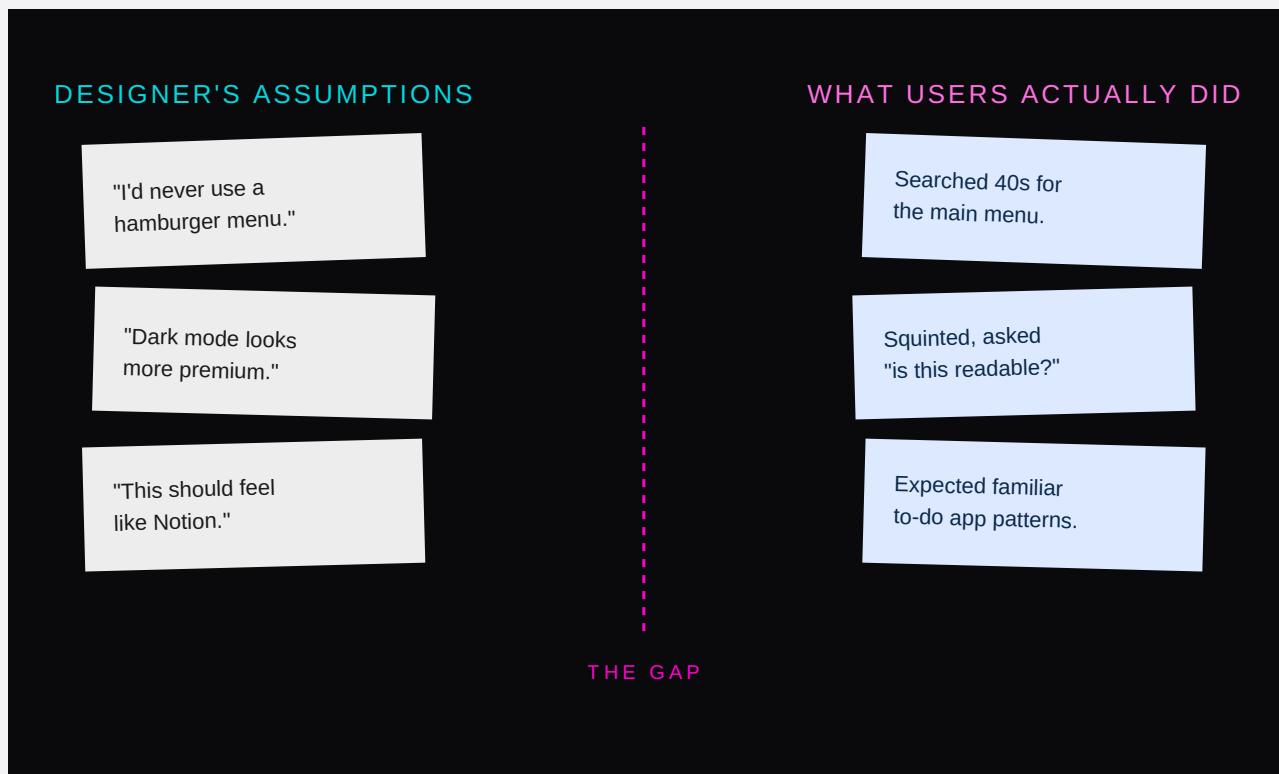 DESIGNER'S ASSUMPTIONS
"I'd never use a
hamburger menu."
"Dark mode looks
more premium."
"This should feel
like Notion."
WHAT USERS ACTUALLY DID
Searched 40s for
the main menu.
Squinted, asked
"is this readable?"
Expected familiar
to-do app patterns.
THE GAP